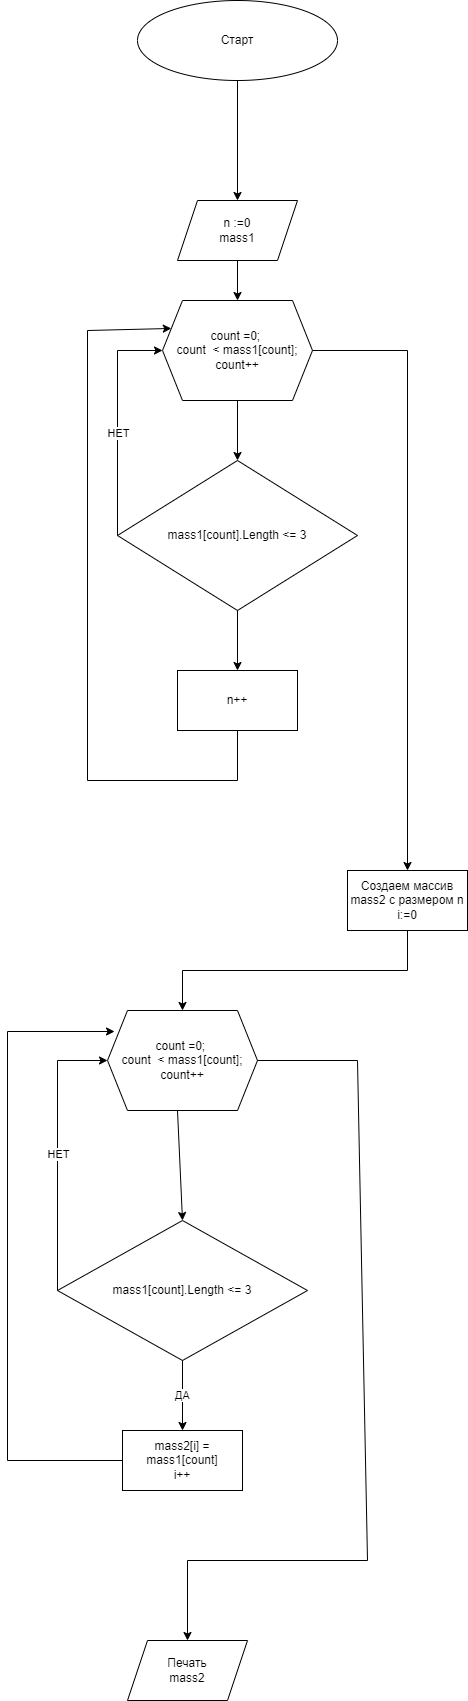 Старт
n :=0
mass1
count =0;
count < mass1[count];
count++
НЕТ
mass1[count].Length <= 3
n++
Создаем массив
mass2 с размером n
i:=0
count =0;
count < mass1[count];
count++
НЕТ
mass1[count].Length <= 3
ДА
mass2[i] =
mass1[count]
i++
Печать
mass2